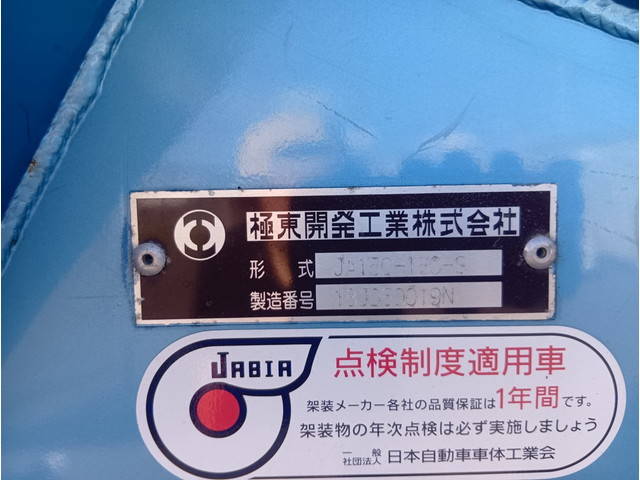 極東開発工業株式会社
形式
製造番号
JABIA
点検制度適用車
架装メーカー各社の品質保証は1年間です。
架装物の年次点検は必ず実施しましょう
一般社団法人 日本自動車車体工業会